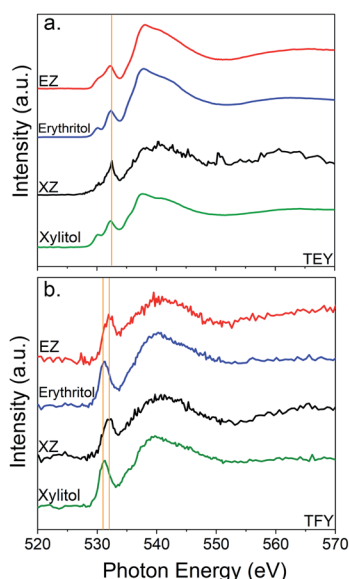 a.
Intensity (a.u.)
EZ
Erythritol
XZ
Xylitol
TEY
b.
Intensity (a.u.)
EZ
Erythritol
XZ
Xylitol
TFY
520 530 540 550 560 570
Photon Energy (eV)